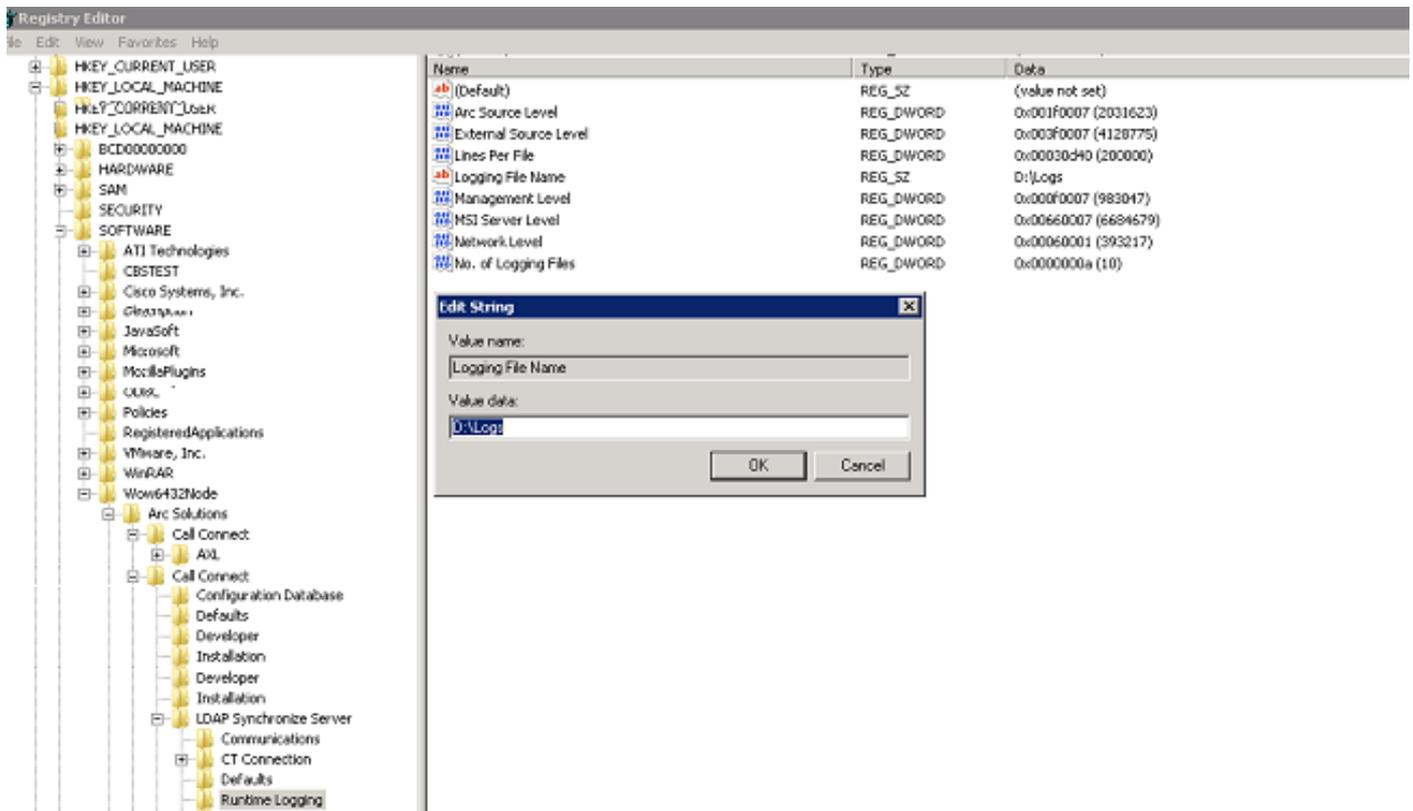 Registry Editor
Edit View Favorites Help
HKEY_CURRENT_USER
HKEY_LOCAL_MACHINE
HKEY_CURRENT_USER
HKEY_LOCAL_MACHINE
BCD00000000
HARDWARE
SAM
SECURITY
SOFTWARE
ATI Technologies
CBSTEST
Cisco Systems, Inc.
JavaSoft
Microsoft
MozillaPlugins
Policies
RegisteredApplications
VMware, Inc.
WinRAR
Wow6432Node
Arc Solutions
Call Connect
AXL
Call Connect
Configuration Database
Defaults
Developer
Installation
Developer
Installation
LDAP Synchronize Server
Communications
CT Connection
Defaults
Runtime Logging
Name Type Data
(Default) REG_SZ (value not set)
Arc Source Level REG_DWORD 0x001f0007 (2031623)
External Source Level REG_DWORD 0x003f0007 (4128775)
Lines Per File REG_DWORD 0x00030d40 (200000)
Logging File Name REG_SZ D:\Logs
Management Level REG_DWORD 0x000f0007 (983047)
MSI Server Level REG_DWORD 0x00660007 (6684679)
Network Level REG_DWORD 0x00060001 (393217)
No. of Logging Files REG_DWORD 0x0000000a (10)
Edit String
Value name:
Logging File Name
Value data:
D:\Logs
OK Cancel